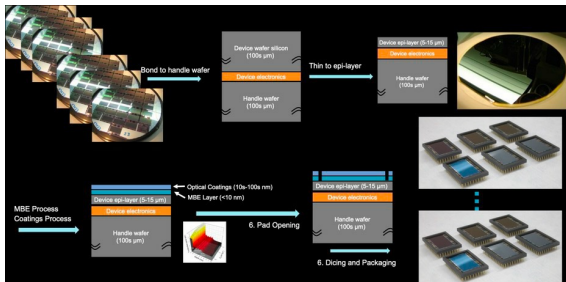 Bond to handle wafer
Device wafer silicon
(100s μm)
Device electronics
Handle wafer
(100s μm)
Thin to epi-layer
Device epi-layer (5-15 μm)
Device electronics
Handle wafer
(100s μm)
MBE Process
Coatings Process
Optical Coatings (10s-100s nm)
MBE Layer (<10 nm)
Device epi-layer (5-15 μm)
Device electronics
Handle wafer
(100s μm)
6. Pad Opening
Device epi-layer (5-15 μm)
Device electronics
Handle wafer
(100s μm)
6. Dicing and Packaging